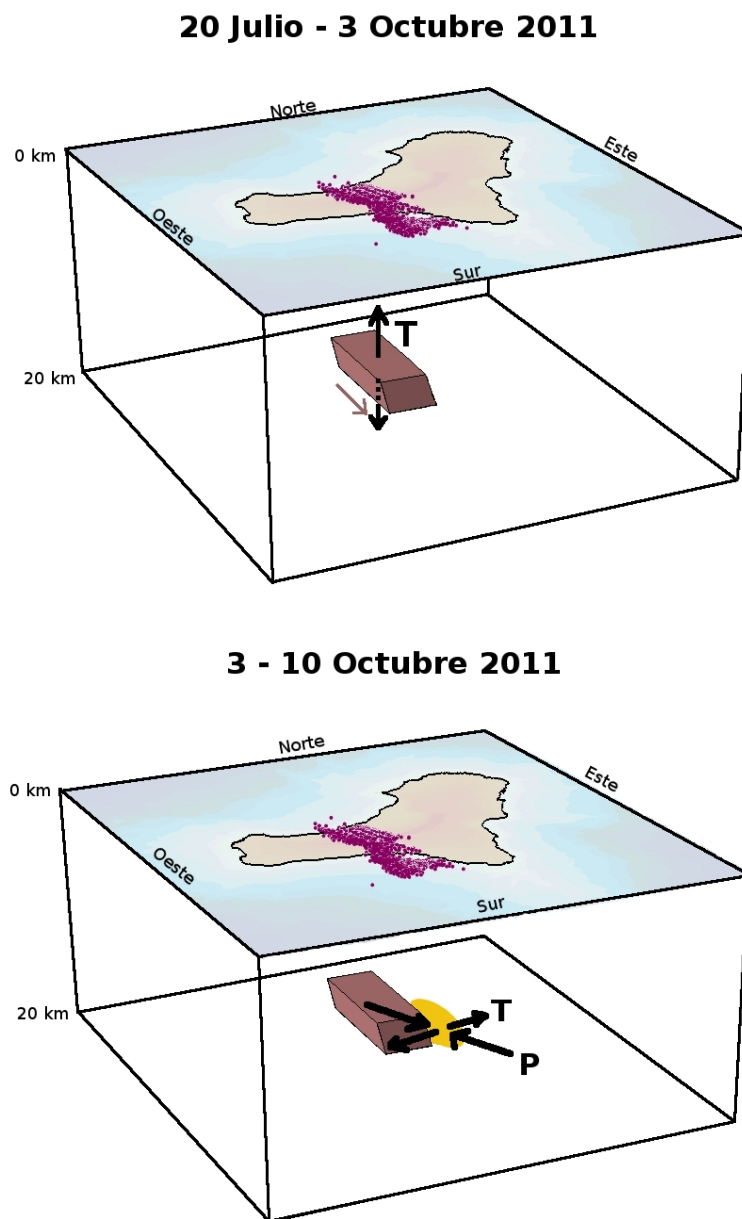 20 Julio - 3 Octubre 2011
Norte
Este
0 km
Oeste
Sur
T
20 km
3 - 10 Octubre 2011
Norte
Este
0 km
Oeste
Sur
20 km
T
P